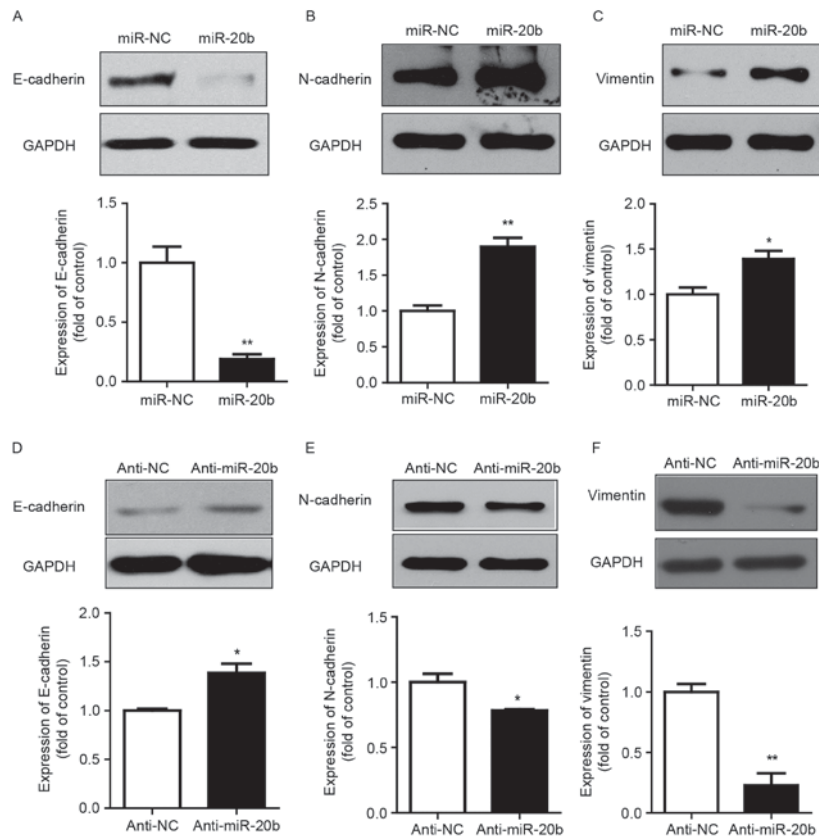 A
miR-NC miR-20b
E-cadherin
GAPDH
Expression of E-cadherin
(fold of control)
1.5
1.0
0.5
0.0
**
miR-NC miR-20b
B
miR-NC miR-20b
N-cadherin
GAPDH
Expression of N-cadherin
(fold of control)
2.5
2.0
1.5
1.0
0.5
0.0
**
miR-NC miR-20b
C
miR-NC miR-20b
Vimentin
GAPDH
Expression of vimentin
(fold of control)
2.0
1.5
1.0
0.5
0.0
*
miR-NC miR-20b
D
Anti-NC Anti-miR-20b
E-cadherin
GAPDH
Expression of E-cadherin
(fold of control)
2.0
1.5
1.0
0.5
0.0
*
Anti-NC Anti-miR-20b
E
Anti-NC Anti-miR-20b
N-cadherin
GAPDH
Expression of N-cadherin
(fold of control)
1.5
1.0
0.5
0.0
*
Anti-NC Anti-miR-20b
F
Anti-NC Anti-miR-20b
Vimentin
GAPDH
Expression of vimentin
(fold of control)
1.5
1.0
0.5
0.0
**
Anti-NC Anti-miR-20b